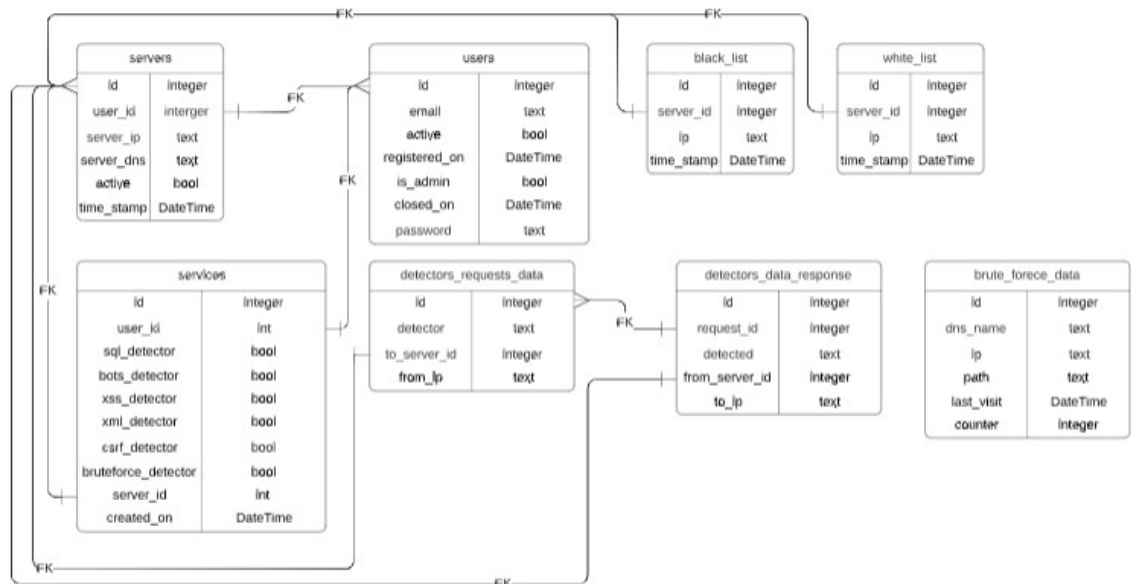 FK FK FK
servers
id integer
user_id interger
server_ip text
server_dns text
active bool
time_stamp DateTime
FK
users
id integer
email text
active bool
registered_on DateTime
is_admin bool
closed_on DateTime
password text
black_list
id integer
server_id integer
ip text
time_stamp DateTime
white_list
id integer
server_id integer
ip text
time_stamp DateTime
FK
FK
services
id integer
user_id int
sql_detector bool
bots_detector bool
xss_detector bool
xml_detector bool
csrf_detector bool
bruteforce_detector bool
server_id int
created_on DateTime
detectors_requests_data
id integer
detector text
to_server_id integer
from_ip text
FK
detectors_data_response
id integer
request_id integer
detected text
from_server_id integer
to_ip text
brute_forece_data
id integer
dns_name text
ip text
path text
last_visit DateTime
counter integer
FK
FK